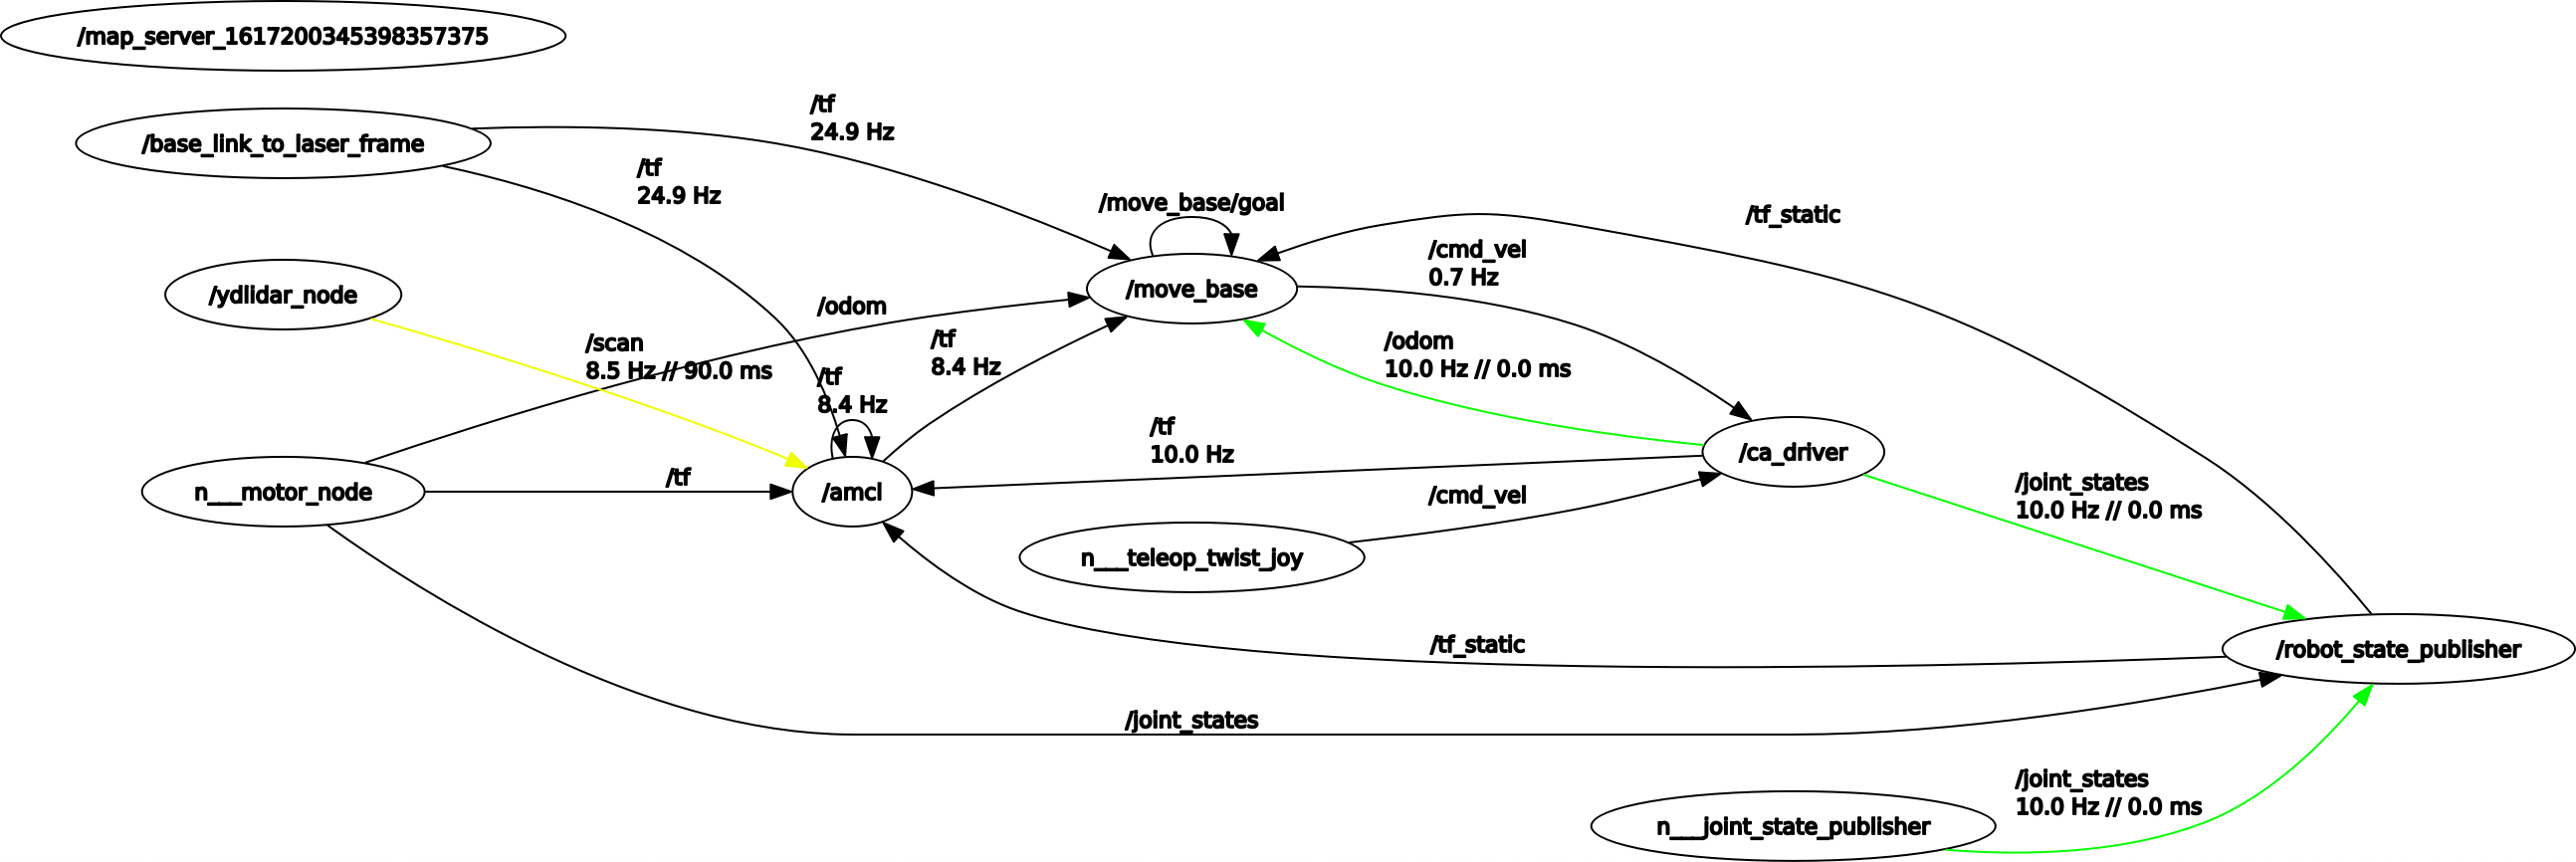 /map_server_1617200345398357375
/tf
24.9 Hz
/base_link_to_laser_frame
/tf
24.9 Hz
/move_base/goal
/tf_static
/cmd_vel
0.7 Hz
/ydlidar_node
/move_base
/odom
/scan
8.5 Hz // 90.0 ms
/tf
8.4 Hz
/odom
10.0 Hz // 0.0 ms
/tf
8.4 Hz
/tf
10.0 Hz
/ca_driver
/tf
n___motor_node
/amcl
/cmd_vel
/joint_states
10.0 Hz // 0.0 ms
n___teleop_twist_joy
/tf_static
/robot_state_publisher
/joint_states
/joint_states
10.0 Hz // 0.0 ms
n___joint_state_publisher